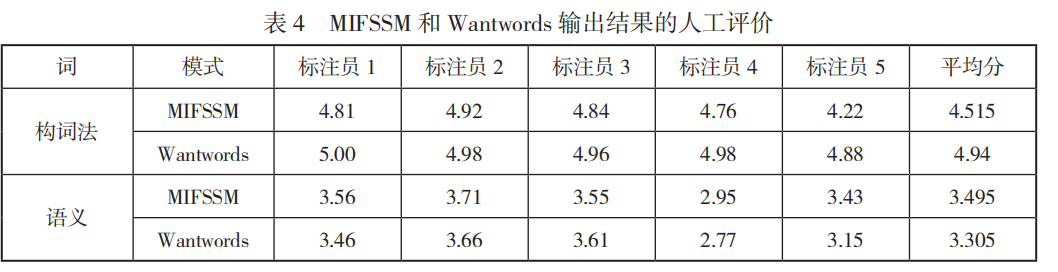 表 4 MIFSSM 和 Wantwords 输出结果的人工评价
词 模式 标注员 1 标注员 2 标注员 3 标注员 4 标注员 5 平均分
构词法 MIFSSM 4.81 4.92 4.84 4.76 4.22 4.515
Wantwords 5.00 4.98 4.96 4.98 4.88 4.94
语义 MIFSSM 3.56 3.71 3.55 2.95 3.43 3.495
Wantwords 3.46 3.66 3.61 2.77 3.15 3.305